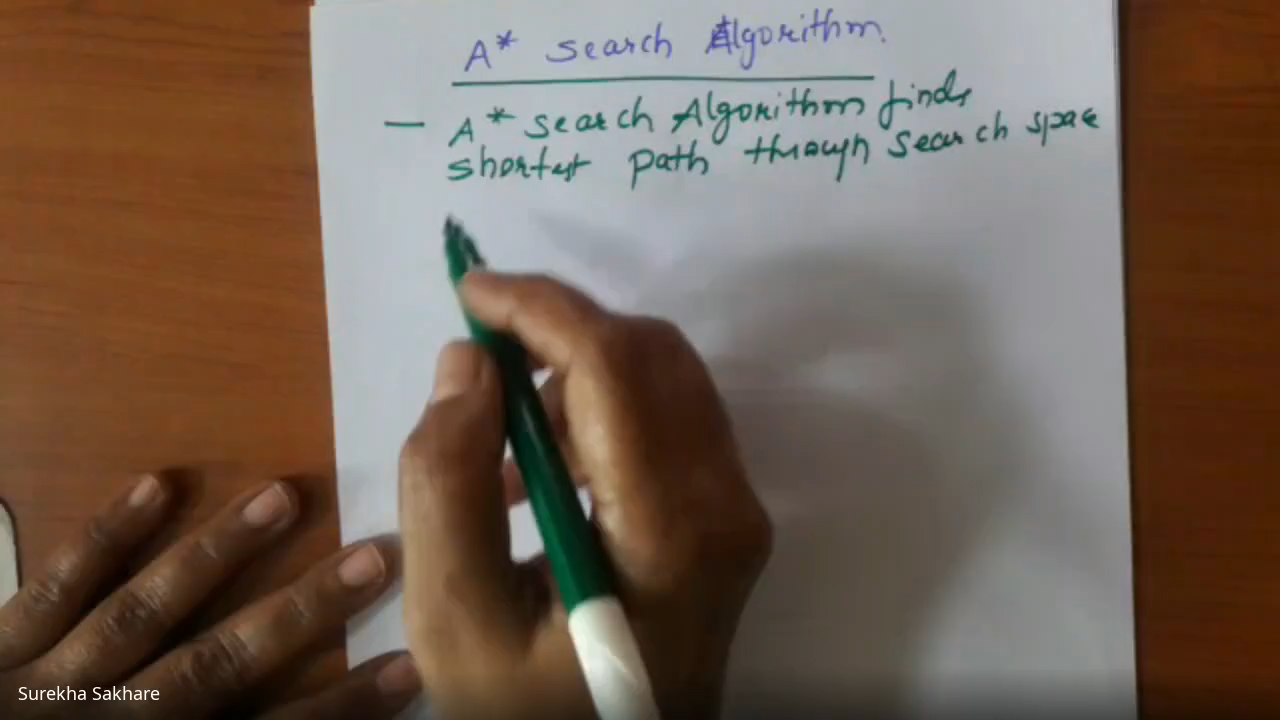 A* search Algorithm.
— A* search Algorithm finds
shortest path through search space
Surekha Sakhare